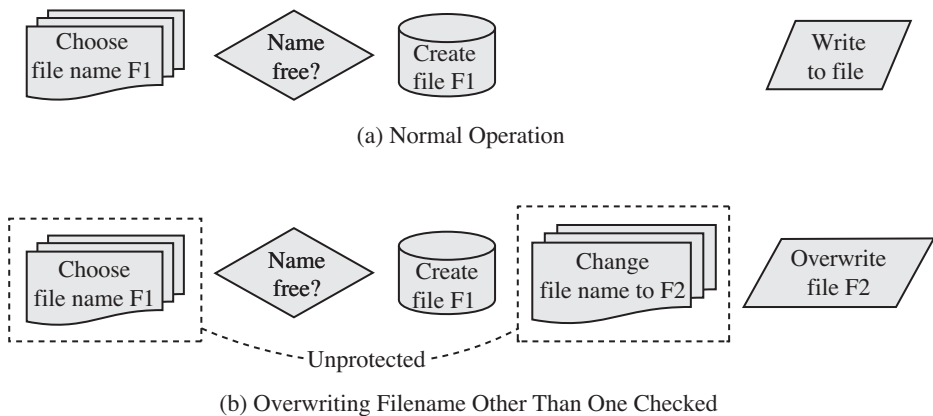 Choose
file name F1
Name
free?
Create
file F1
Write
to file
(a) Normal Operation
Choose
file name F1
Name
free?
Create
file F1
Change
file name to F2
Overwrite
file F2
Unprotected
(b) Overwriting Filename Other Than One Checked